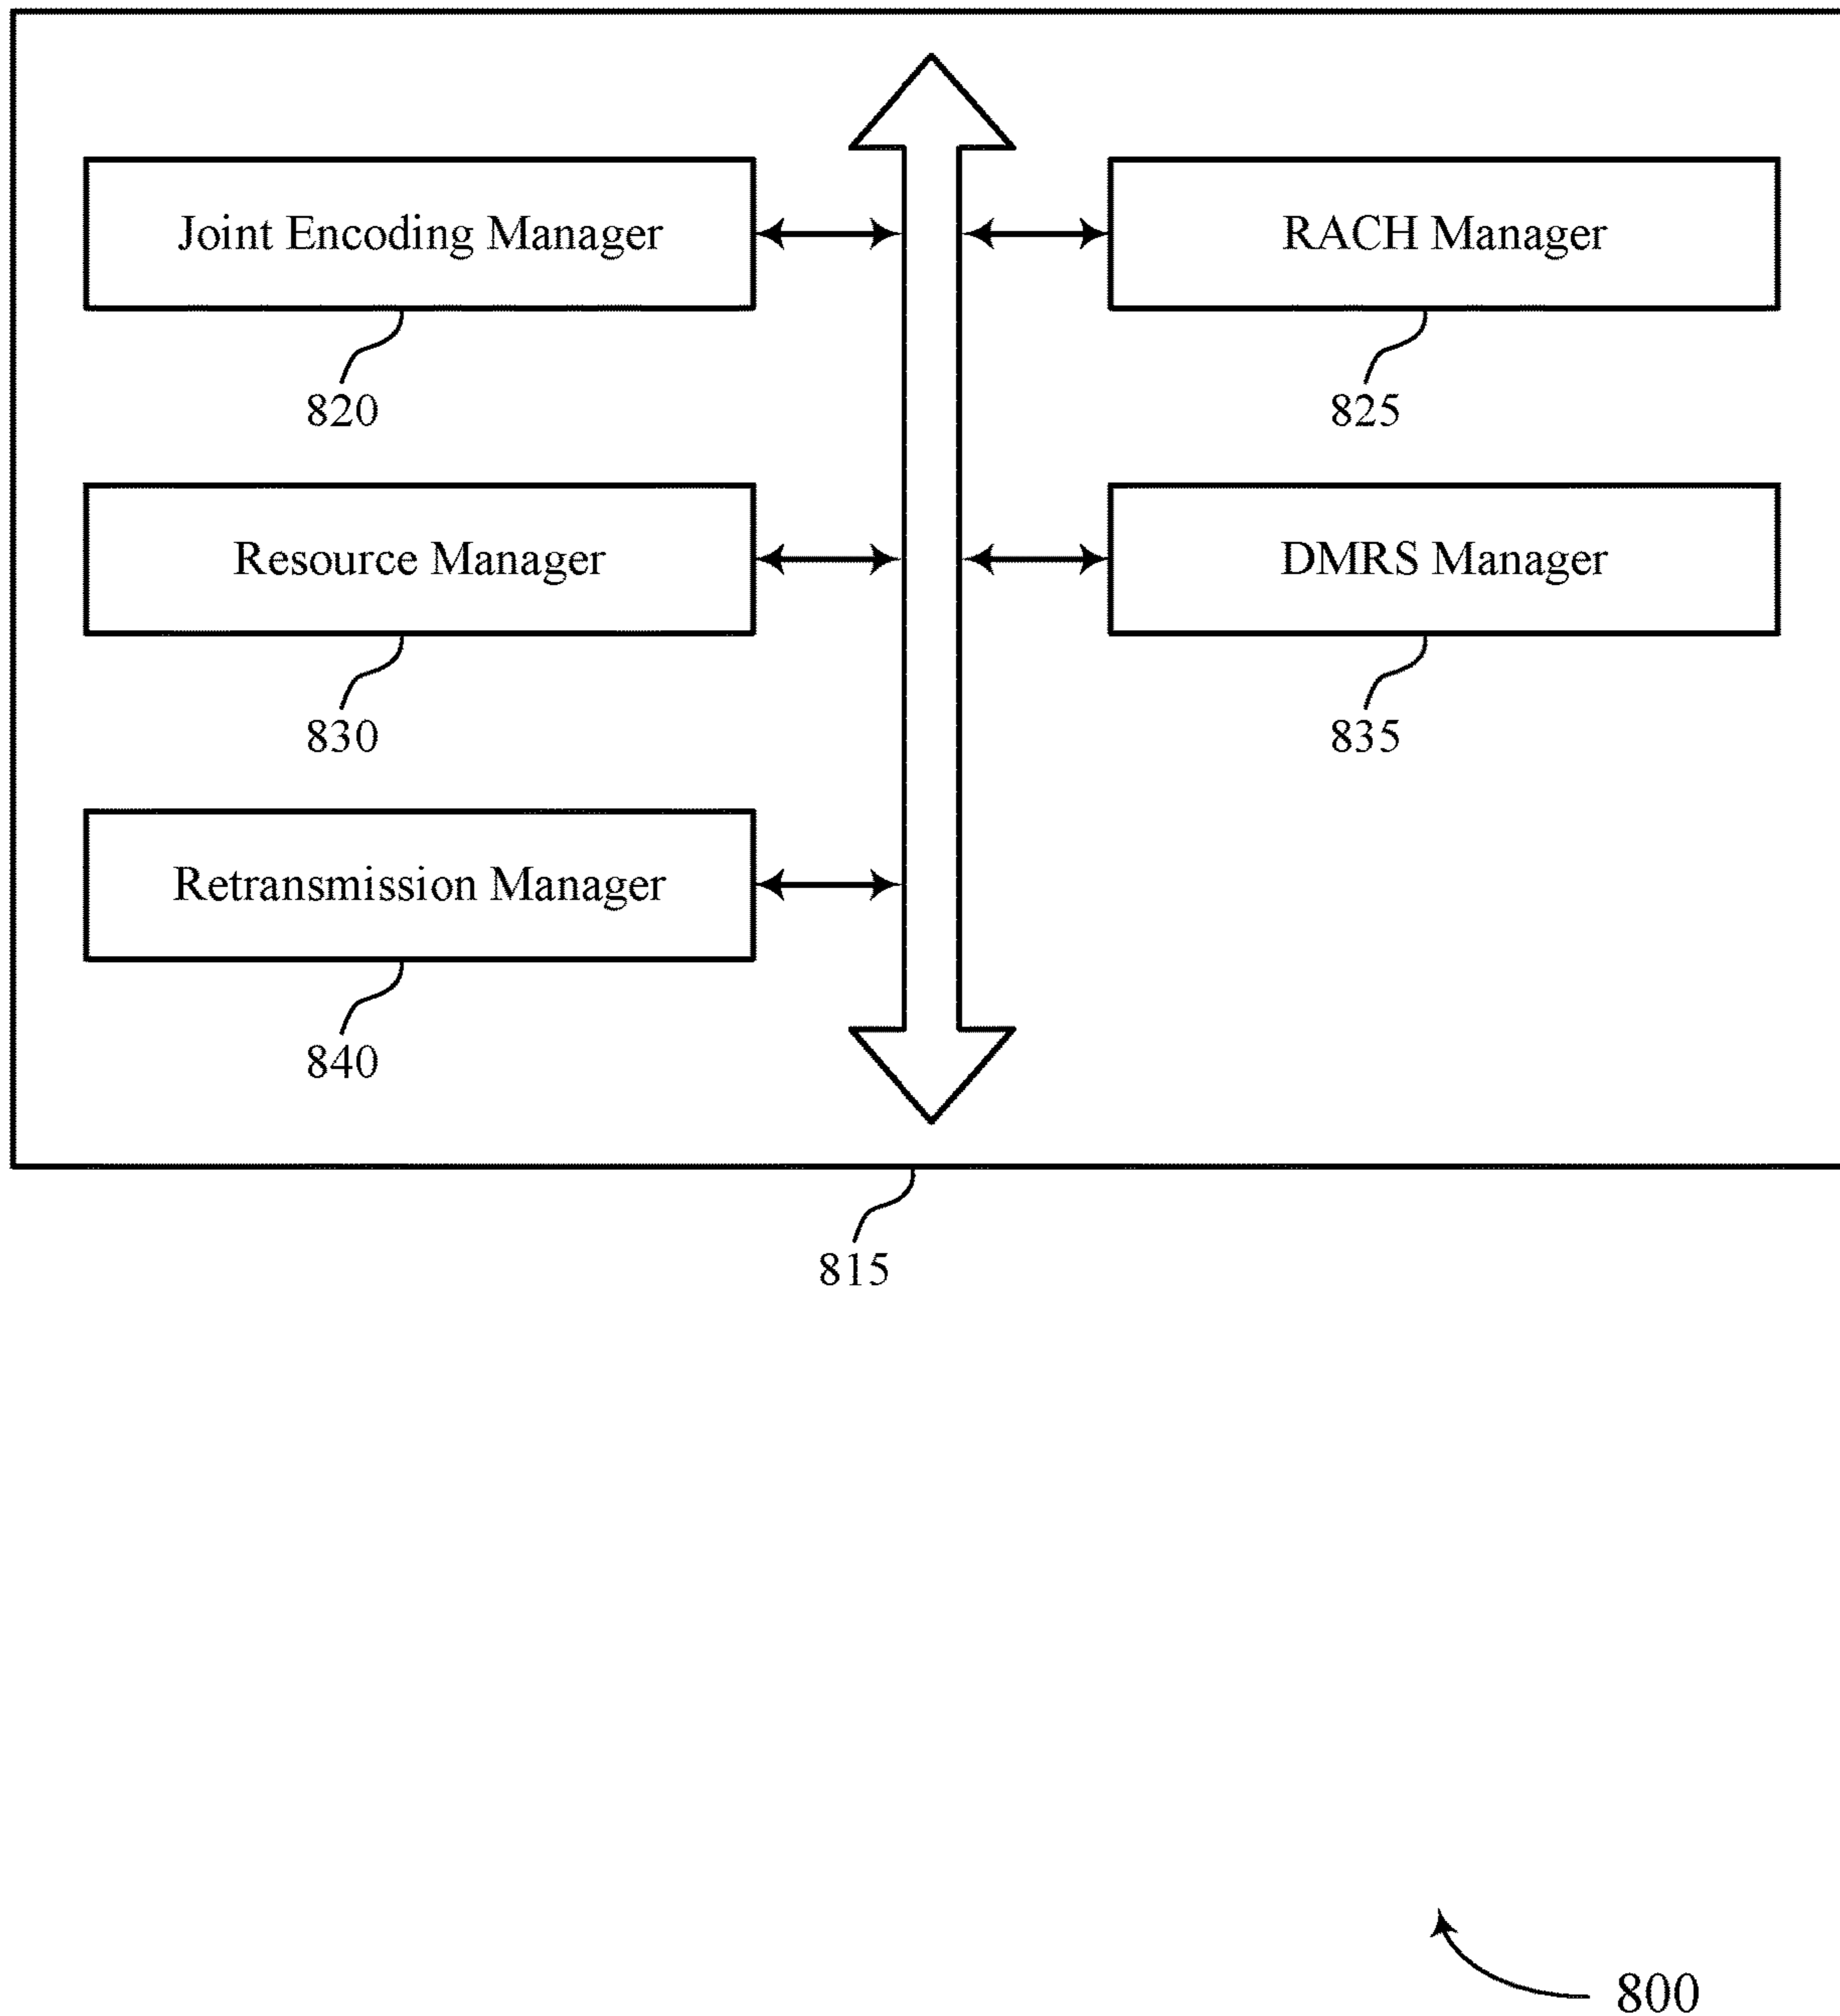 Joint Encoding Manager
820
RACH Manager
825
Resource Manager
830
DMRS Manager
835
Retransmission Manager
840
815
800